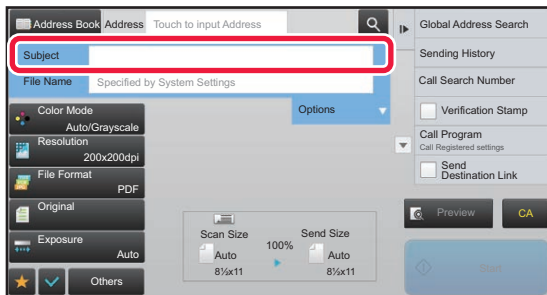 Address Book Address Touch to input Address
Subject
File Name Specified by System Settings
Options
Color Mode
Auto/Grayscale
Resolution
200x200dpi
File Format
PDF
Original
Exposure
Auto
Others
Scan Size
Auto
8½x11
100%
Send Size
Auto
8½x11
Global Address Search
Sending History
Call Search Number
Verification Stamp
Call Program
Call Registered settings
Send
Destination Link
Preview
CA
Start